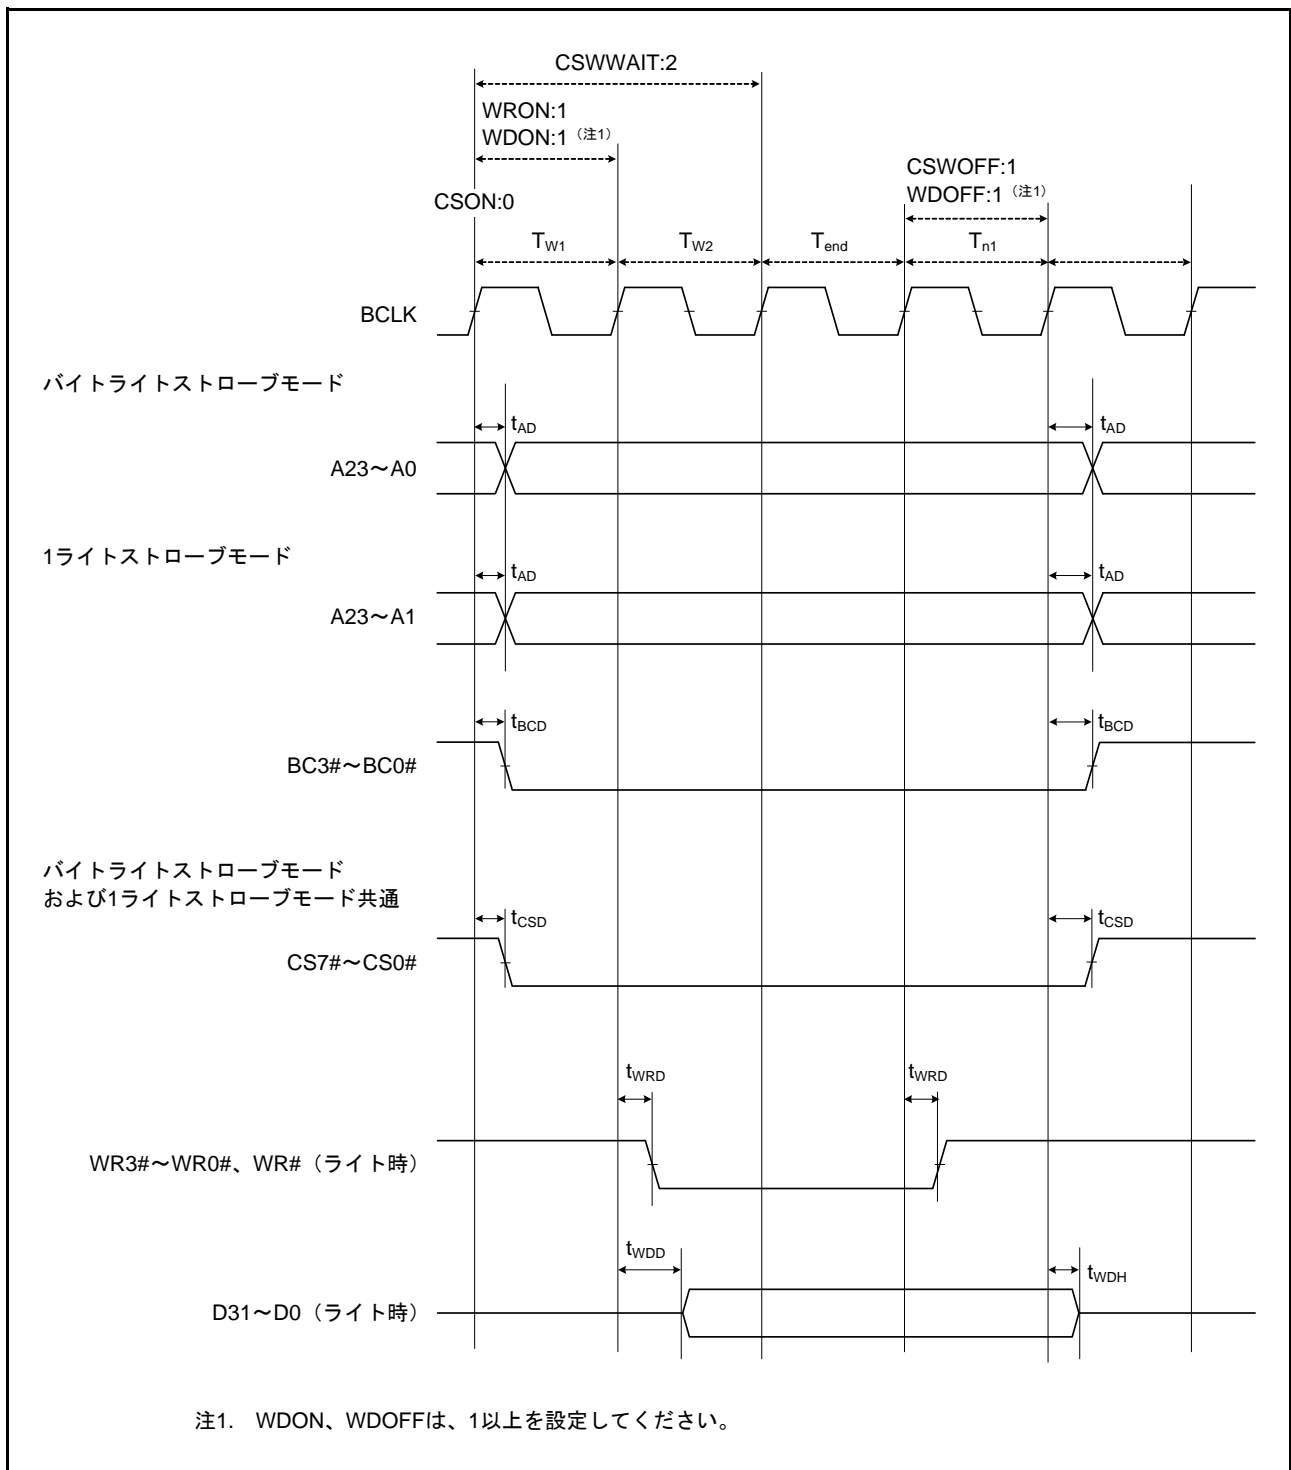 CSWWAIT:2
WRON:1
WDON:1（注1）
CSWOFF:1
WDOFF:1（注1）
CSON:0
TW1
TW2
Tend
Tn1
BCLK
バイトライトストローブモード
tAD
tAD
A23～A0
1ライトストローブモード
tAD
tAD
A23～A1
tBCD
tBCD
BC3#～BC0#
バイトライトストローブモード
および1ライトストローブモード共通
tCSD
tCSD
CS7#～CS0#
tWRD
tWRD
WR3#～WR0#、WR#（ライト時）
tWDD
tWDH
D31～D0（ライト時）
注1. WDON、WDOFFは、1以上を設定してください。